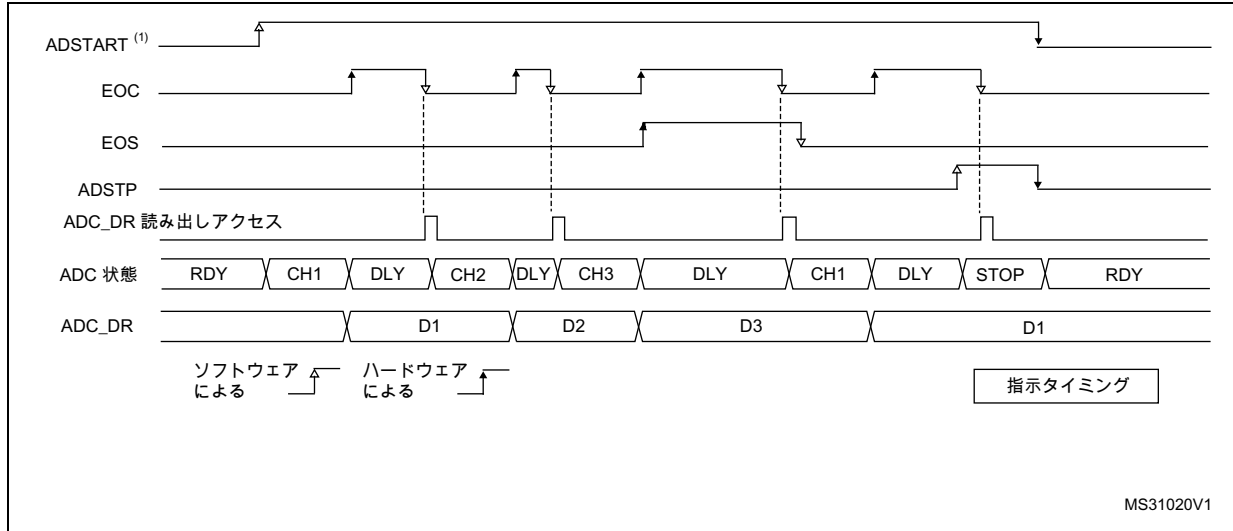 ADSTART (1)
EOC
EOS
ADSTP
ADC_DR 読み出しアクセス
ADC 状態 RDY CH1 DLY CH2 DLY CH3 DLY CH1 DLY STOP RDY
ADC_DR D1 D2 D3 D1
ソフトウェア ハードウェア
による による
指示タイミング
MS31020V1